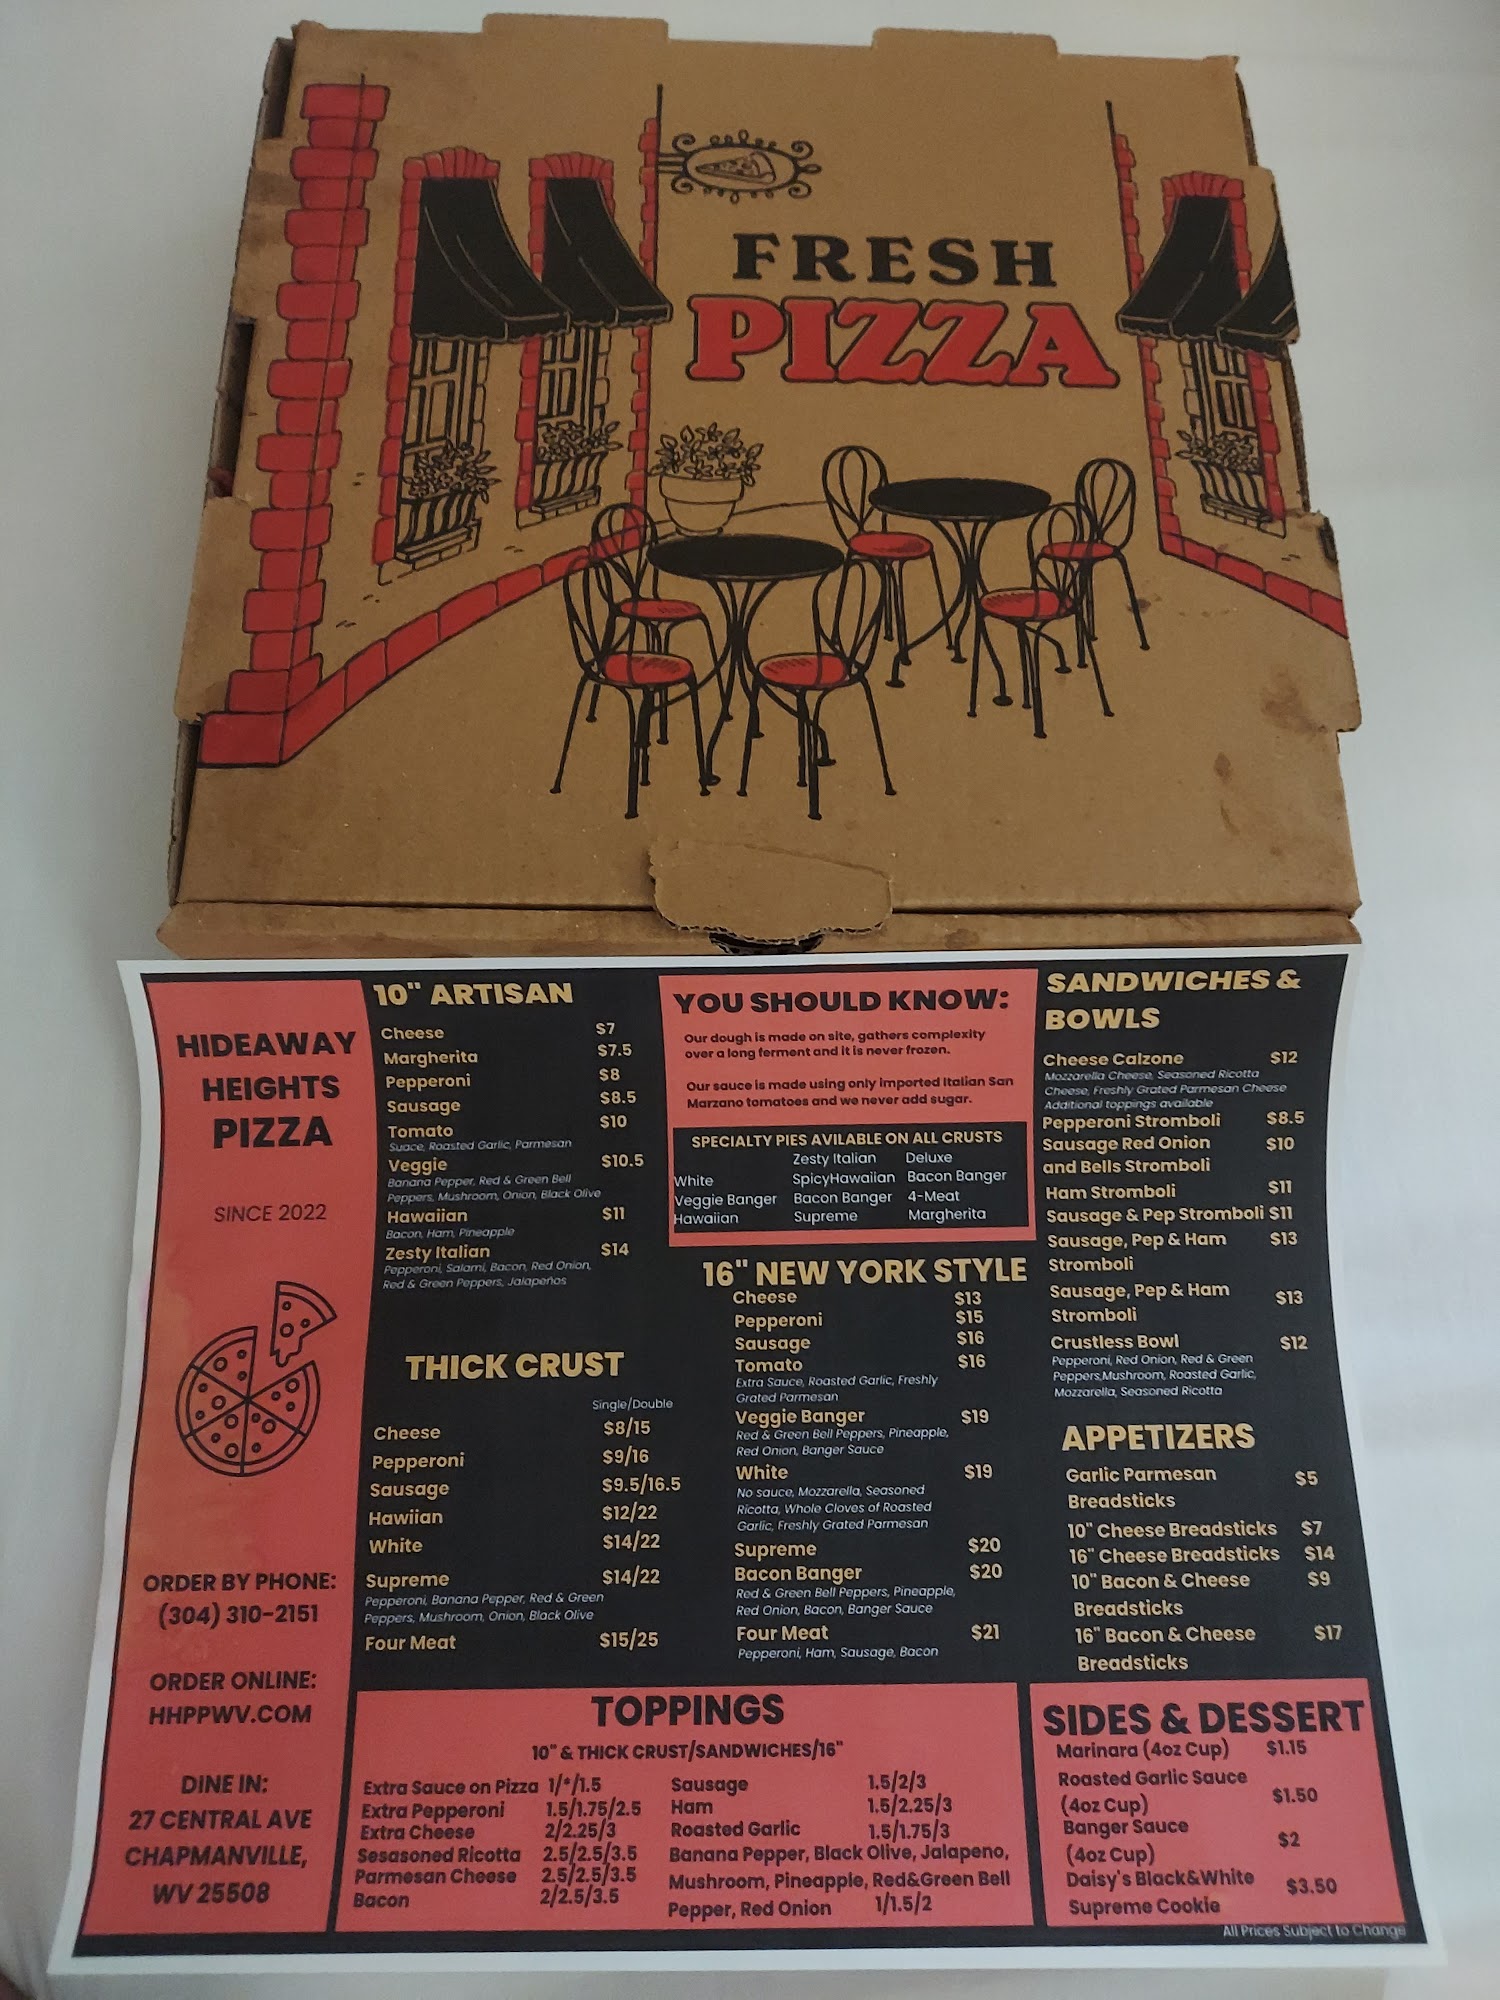 FRESH
PIZZA
HIDEAWAY
HEIGHTS
PIZZA
SINCE 2022
ORDER BY PHONE:
(304) 310-2151
ORDER ONLINE:
HHPPWV.COM
DINE IN:
27 CENTRAL AVE
CHAPMANVILLE,
WV 25508
10" ARTISAN
Cheese $7
Margherita $7.5
Pepperoni $8
Sausage $8.5
Tomato $10
Suace, Roasted Garlic, Parmesan
Veggie $10.5
Banana Pepper, Red & Green Bell
Peppers, Mushroom, Onion, Black Olive
Hawaiian $11
Bacon, Ham, Pineapple
Zesty Italian $14
Pepperoni, Salami, Bacon, Red Onion,
Red & Green Peppers, Jalapeños
THICK CRUST
Single/Double
Cheese $8/15
Pepperoni $9/16
Sausage $9.5/16.5
Hawiian $12/22
White $14/22
Supreme $14/22
Pepperoni, Banana Pepper, Red & Green
Peppers, Mushroom, Onion, Black Olive
Four Meat $15/25
YOU SHOULD KNOW:
Our dough is made on site, gathers complexity
over a long ferment and it is never frozen.
Our sauce is made using only imported Italian San
Marzano tomatoes and we never add sugar.
SPECIALTY PIES AVILABLE ON ALL CRUSTS
Zesty Italian Deluxe
White SpicyHawaiian Bacon Banger
Veggie Banger Bacon Banger 4-Meat
Hawaiian Supreme Margherita
16" NEW YORK STYLE
Cheese $13
Pepperoni $15
Sausage $16
Tomato $16
Extra Sauce, Roasted Garlic, Freshly
Grated Parmesan
Veggie Banger $19
Red & Green Bell Peppers, Pineapple,
Red Onion, Banger Sauce
White $19
No sauce, Mozzarella, Seasoned
Ricotta, Whole Cloves of Roasted
Garlic, Freshly Grated Parmesan
Supreme $20
Bacon Banger $20
Red & Green Bell Peppers, Pineapple,
Red Onion, Bacon, Banger Sauce
Four Meat $21
Pepperoni, Ham, Sausage, Bacon
SANDWICHES &
BOWLS
Cheese Calzone $12
Mozzarella Cheese, Seasoned Ricotta
Cheese, Freshly Grated Parmesan Cheese
Additional toppings available
Pepperoni Stromboli $8.5
Sausage Red Onion $10
and Bells Stromboli
Ham Stromboli $11
Sausage & Pep Stromboli $11
Sausage, Pep & Ham $13
Stromboli
Sausage, Pep & Ham $13
Stromboli
Crustless Bowl $12
Pepperoni, Red Onion, Red & Green
Peppers,Mushroom, Roasted Garlic,
Mozzarella, Seasoned Ricotta
APPETIZERS
Garlic Parmesan $5
Breadsticks
10" Cheese Breadsticks $7
16" Cheese Breadsticks $14
10" Bacon & Cheese $9
Breadsticks
16" Bacon & Cheese $17
Breadsticks
TOPPINGS
10" & THICK CRUST/SANDWICHES/16"
Extra Sauce on Pizza 1/*/1.5
Extra Pepperoni 1.5/1.75/2.5
Extra Cheese 2/2.25/3
Sesasoned Ricotta 2.5/2.5/3.5
Parmesan Cheese 2.5/2.5/3.5
Bacon 2/2.5/3.5
Sausage 1.5/2/3
Ham 1.5/2.25/3
Roasted Garlic 1.5/1.75/3
Banana Pepper, Black Olive, Jalapeno,
Mushroom, Pineapple, Red&Green Bell
Pepper, Red Onion 1/1.5/2
SIDES & DESSERT
Marinara (4oz Cup) $1.15
Roasted Garlic Sauce
(4oz Cup) $1.50
Banger Sauce
(4oz Cup) $2
Daisy's Black&White
Supreme Cookie $3.50
All Prices Subject to Change